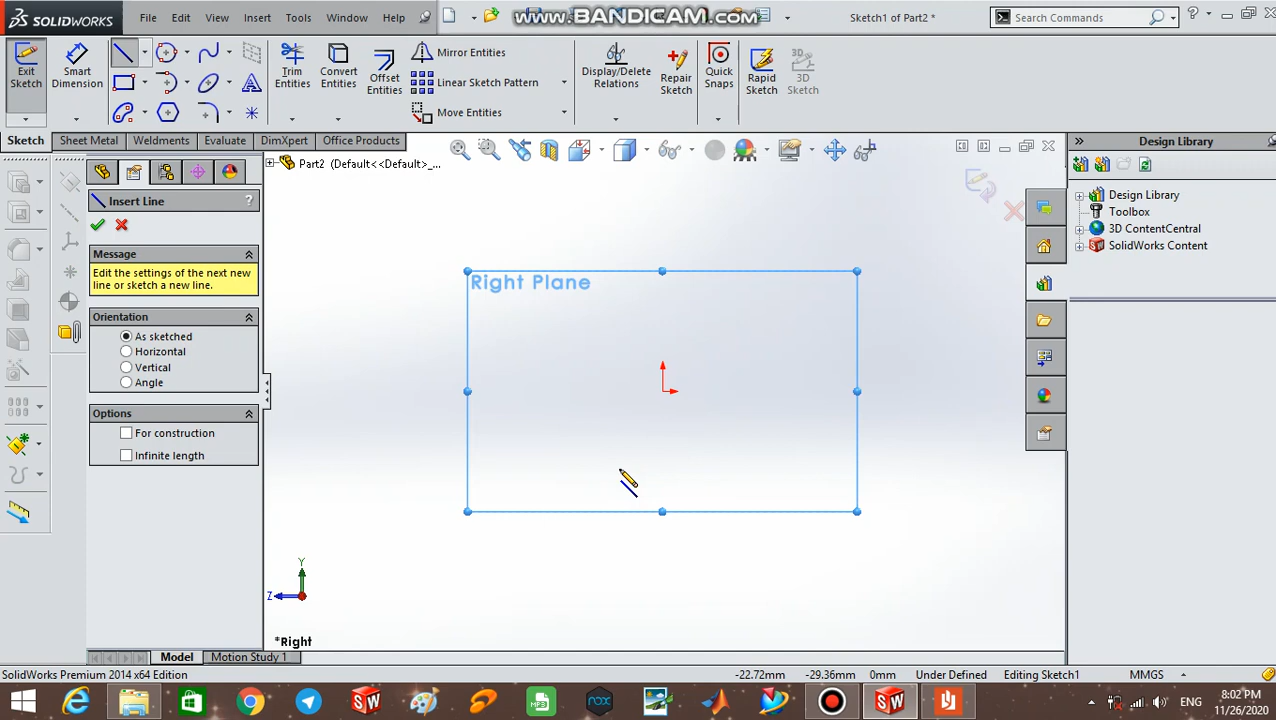 SOLIDWORKS
File Edit View Insert Tools Window Help
www.BANDICAM.com
Sketch1 of Part2 *
Search Commands
Exit Sketch
Smart Dimension
Trim Entities
Convert Entities
Offset Entities
Mirror Entities
Linear Sketch Pattern
Move Entities
Display/Delete Relations
Repair Sketch
Quick Snaps
Rapid Sketch
3D Sketch
Sketch Sheet Metal Weldments Evaluate DimXpert Office Products
Part2 (Default<<Default>_...
Design Library
Design Library
Toolbox
3D ContentCentral
SolidWorks Content
Insert Line
?
Message
Edit the settings of the next new
line or sketch a new line.
Orientation
As sketched
Horizontal
Vertical
Angle
Options
For construction
Infinite length
Right Plane
Y
Z
*Right
Model Motion Study 1
SolidWorks Premium 2014 x64 Edition
-22.72mm -29.36mm 0mm Under Defined Editing Sketch1 MMGS
ENG
8:02 PM
11/26/2020